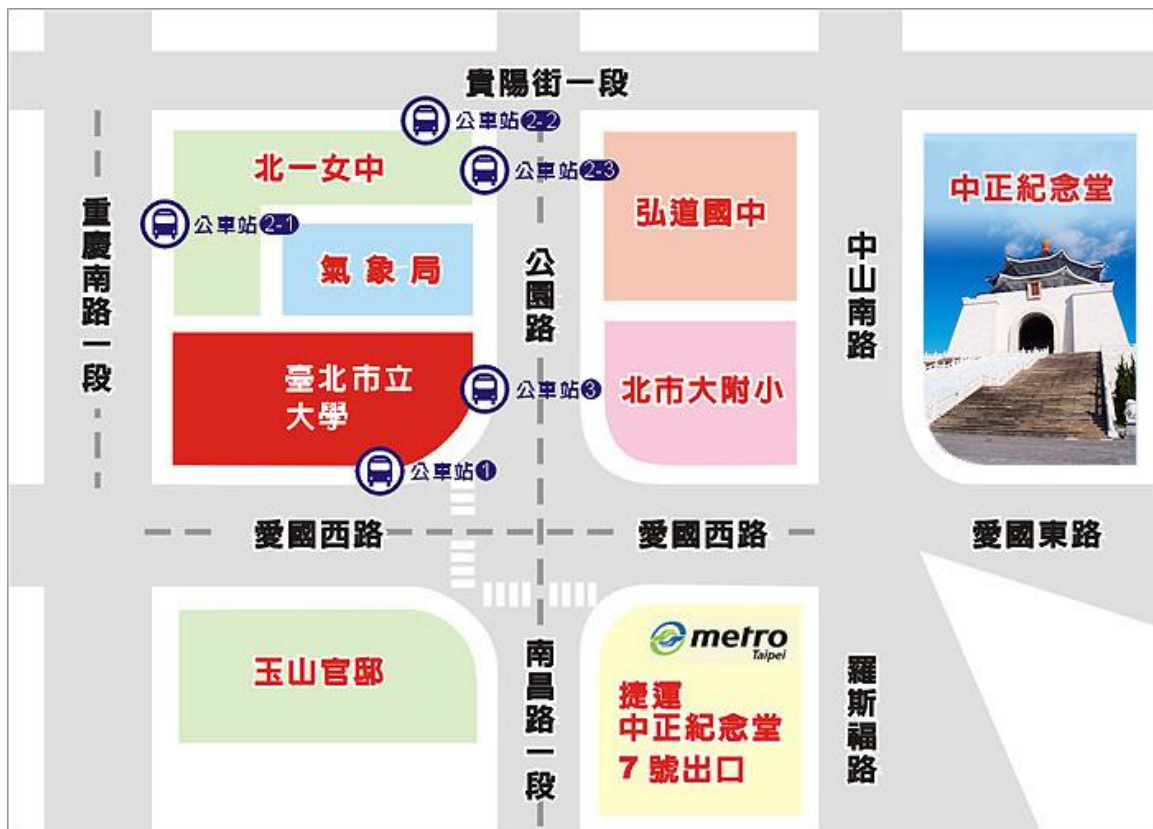 貴陽街一段
公車站2-2
北一女中
公車站2-3
中正紀念堂
弘道國中
公車站2-1
重慶南路一段
氣象局
公園路
中山南路
臺北市立
大學
公車站3
北市大附小
公車站1
愛國西路
愛國西路
愛國東路
metro
Taipei
玉山官邸
南昌路一段
捷運
中正紀念堂
7號出口
羅斯福路